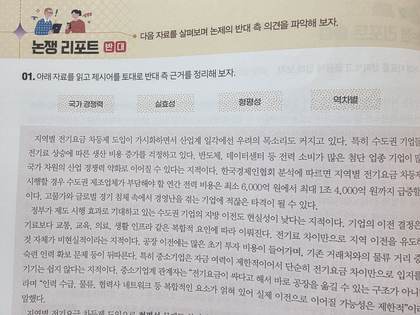 논쟁 리포트 반대
다음 자료를 살펴보며 논제의 반대 측 의견을 파악해 보자.
01. 아래 자료를 읽고 제시어를 토대로 반대 측 근거를 정리해 보자.
국가 경쟁력 실효성 형평성 역차별
지역별 전기요금 차등제 도입이 가시화하면서 산업계 일각에선 우려의 목소리도 커지고 있다. 특히 수도권 기업들
전기료 상승에 따른 생산 비용 증가를 걱정하고 있다. 반도체, 데이터센터 등 전력 소비가 많은 첨단 업종 기업이 많
국가 차원의 산업 경쟁력 약화로 이어질 수 있다는 지적이다. 한국경제인협회 분석에 따르면 지역별 전기요금 차등제
시행할 경우 수도권 제조업체가 부담해야 할 연간 전력 비용은 최소 6,000억 원에서 최대 1조 4,000억 원까지 급증할
이다. 고물가와 글로벌 경기 침체 속에서 경영난을 겪는 기업에 적잖은 타격이 될 수 있다.
정부가 제도 시행 효과로 기대하고 있는 수도권 기업의 지방 이전도 현실성이 낮다는 지적이다. 기업의 이전 결정은
기료보다 교통, 교육, 의료, 생활 인프라 같은 복합적인 요인에 따라 이뤄진다. 전기료 차이만으로 지역 이전을 유도하
것 자체가 비현실적이라는 지적이다. 공장 이전에는 많은 초기 투자 비용이 들어가며, 기존 거래처와의 물류 거리 증
숙련 인력 확보 문제 등이 뒤따른다. 특히 중소기업은 자금 여력이 제한적이어서 단순히 전기요금 차이만으로 입지를
기기는 쉽지 않다는 지적이다. 중소기업계 관계자는 “전기요금이 싸다고 해서 바로 공장을 옮길 수 있는 구조가 아니
라며 “인력 수급, 물류, 협력사 네트워크 등 복합적인 요소가 얽혀 있어 실제 이전으로 이어질 가능성은 제한적”이라
말했다.
지역별 전기요금 차등제 도입으로